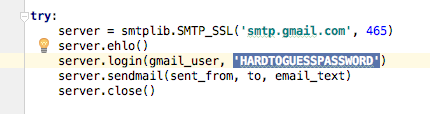 try:
server = smtplib.SMTP_SSL('smtp.gmail.com', 465)
server.ehlo()
server.login(gmail_user, 'HARDTOGUESSPASSWORD')
server.sendmail(sent_from, to, email_text)
server.close()